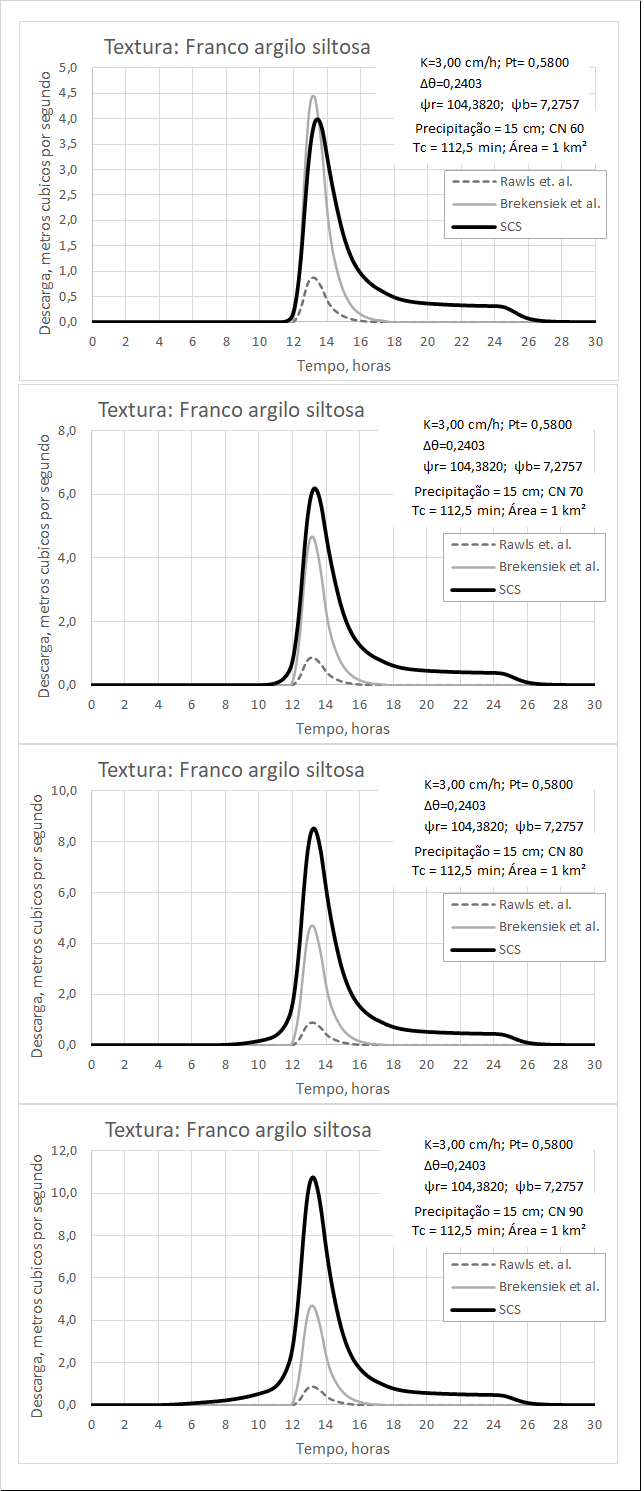 Textura: Franco argilo siltosa
K=3,00 cm/h; Pt= 0,5800
Δθ=0,2403
ψr= 104,3820; ψb= 7,2757
Precipitação = 15 cm; CN 60
Tc = 112,5 min; Área = 1 km²
Rawls et. al.
Brekensiek et al.
SCS
Descarga, metros cubicos por segundo
5,0
4,5
4,0
3,5
3,0
2,5
2,0
1,5
1,0
0,5
0,0
0 2 4 6 8 10 12 14 16 18 20 22 24 26 28 30
Tempo, horas
Textura: Franco argilo siltosa
K=3,00 cm/h; Pt= 0,5800
Δθ=0,2403
ψr= 104,3820; ψb= 7,2757
Precipitação = 15 cm; CN 70
Tc = 112,5 min; Área = 1 km²
Rawls et. al.
Brekensiek et al.
SCS
Descarga, metros cubicos por segundo
8,0
6,0
4,0
2,0
0,0
0 2 4 6 8 10 12 14 16 18 20 22 24 26 28 30
Tempo, horas
Textura: Franco argilo siltosa
K=3,00 cm/h; Pt= 0,5800
Δθ=0,2403
ψr= 104,3820; ψb= 7,2757
Precipitação = 15 cm; CN 80
Tc = 112,5 min; Área = 1 km²
Rawls et. al.
Brekensiek et al.
SCS
Descarga, metros cubicos por segundo
10,0
8,0
6,0
4,0
2,0
0,0
0 2 4 6 8 10 12 14 16 18 20 22 24 26 28 30
Tempo, horas
Textura: Franco argilo siltosa
K=3,00 cm/h; Pt= 0,5800
Δθ=0,2403
ψr= 104,3820; ψb= 7,2757
Precipitação = 15 cm; CN 90
Tc = 112,5 min; Área = 1 km²
Rawls et. al.
Brekensiek et al.
SCS
Descarga, metros cubicos por segundo
12,0
10,0
8,0
6,0
4,0
2,0
0,0
0 2 4 6 8 10 12 14 16 18 20 22 24 26 28 30
Tempo, horas